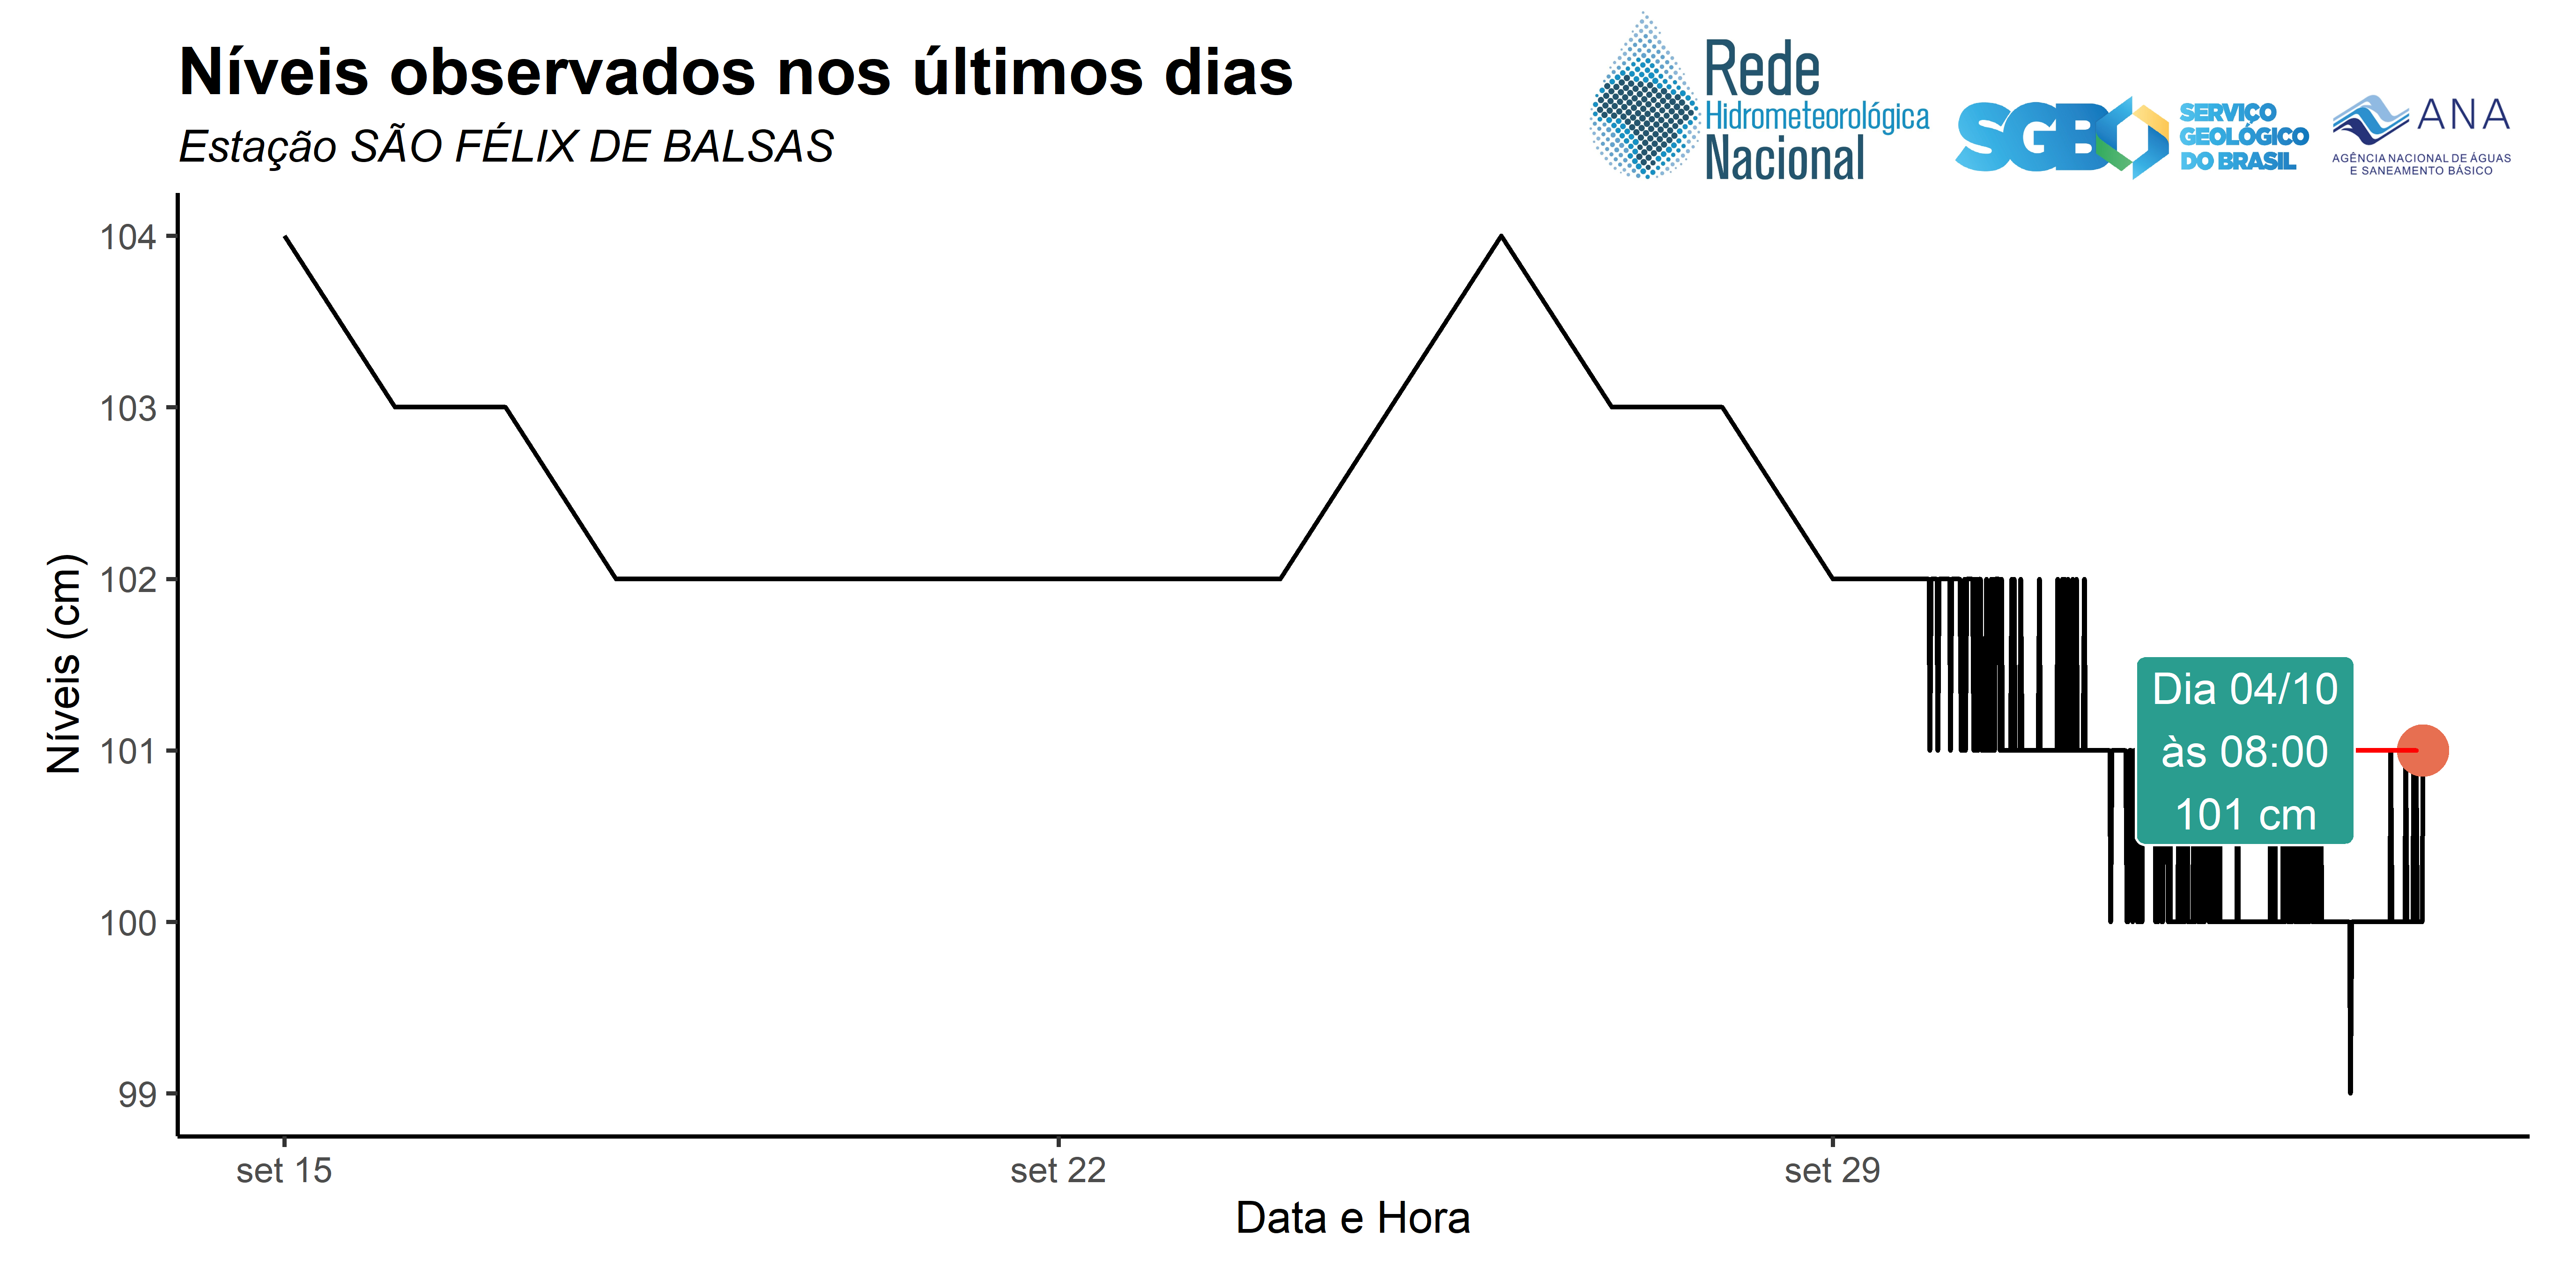 Níveis observados nos últimos dias
Estação SÃO FÉLIX DE BALSAS
Rede
Hidrometeorológica
Nacional
SGB
SERVIÇO
GEOLÓGICO
DO BRASIL
ANA
AGÊNCIA NACIONAL DE ÁGUAS
E SANEAMENTO BÁSICO
Níveis (cm)
104
103
102
101
100
99
Dia 04/10
às 08:00
101 cm
set 15
set 22
set 29
Data e Hora